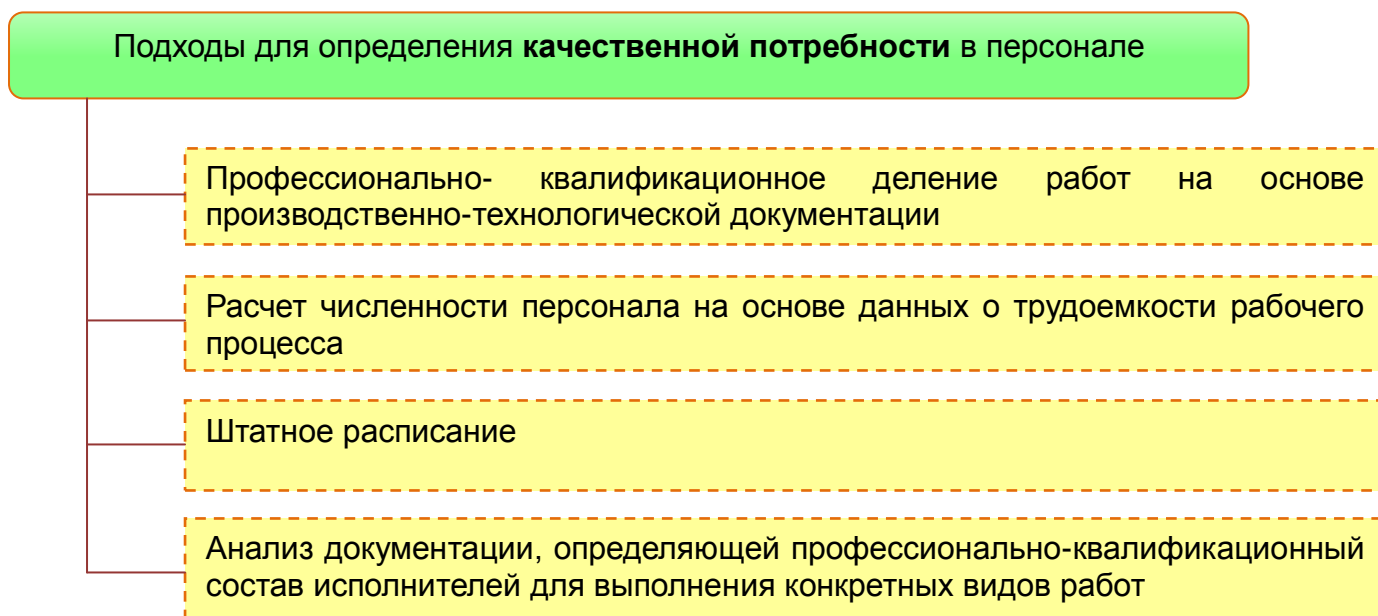 Подходы для определения качественной потребности в персонале
Профессионально- квалификационное деление работ на основе
производственно-технологической документации
Расчет численности персонала на основе данных о трудоемкости рабочего
процесса
Штатное расписание
Анализ документации, определяющей профессионально-квалификационный
состав исполнителей для выполнения конкретных видов работ